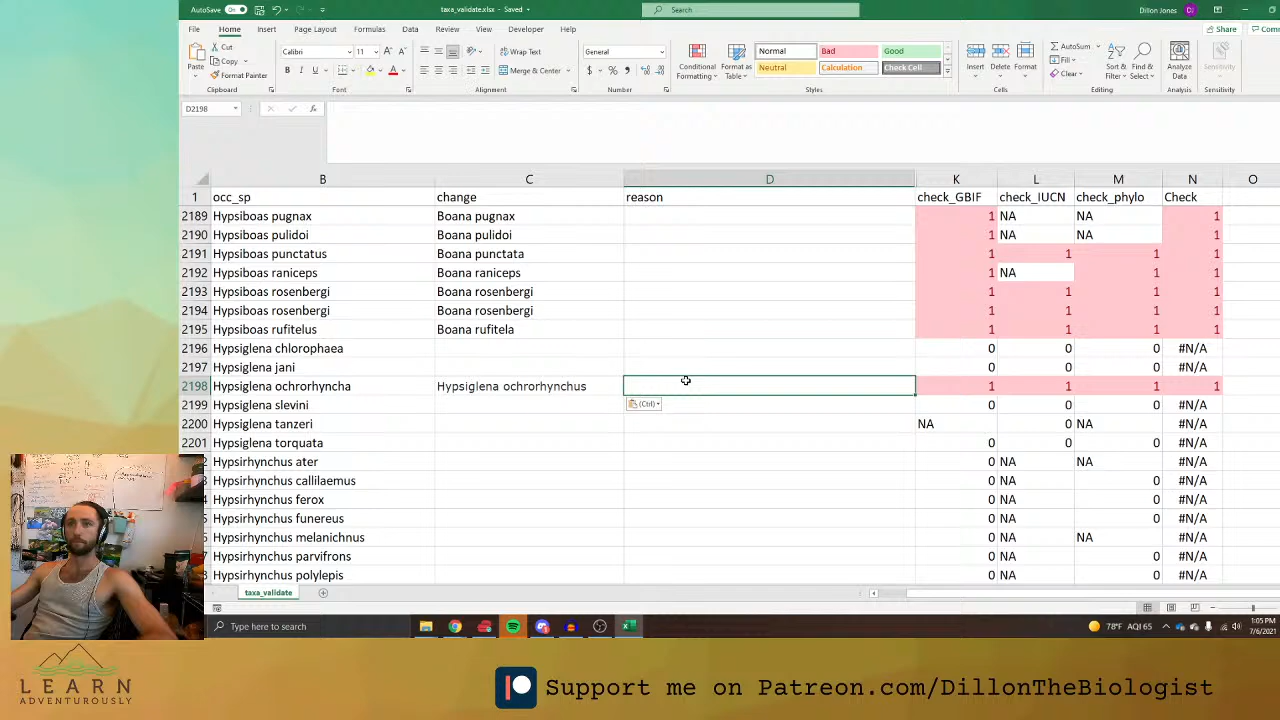 AutoSave On taxa_validate.xlsx - Saved Search Dillon Jones DJ
File Home Insert Page Layout Formulas Data Review View Developer Help Share Comm
Paste Cut Copy Format Painter Calibri 11 Wrap Text General Conditional Formatting Format as Table Normal Bad Good Insert Delete Format AutoSum Fill Clear Sort & Filter Find & Select Analyze Data Sensitivity
B I U Merge & Center Neutral Calculation Check Cell
Clipboard Font Alignment Number Styles Cells Editing Analysis Sensitivity
D2198 fx
B C D K L M N O
1 occ_sp change reason check_GBIF check_IUCN check_phylo Check
2189 Hypsiboas pugnax Boana pugnax 1 NA NA 1
2190 Hypsiboas pulidoi Boana pulidoi 1 NA NA 1
2191 Hypsiboas punctatus Boana punctata 1 1 1 1
2192 Hypsiboas raniceps Boana raniceps 1 NA 1 1
2193 Hypsiboas rosenbergi Boana rosenbergi 1 1 1 1
2194 Hypsiboas rosenbergi Boana rosenbergi 1 1 1 1
2195 Hypsiboas rufitelus Boana rufitela 1 1 1 1
2196 Hypsiglena chlorophaea 0 0 0 #N/A
2197 Hypsiglena jani 0 0 0 #N/A
2198 Hypsiglena ochrorhyncha Hypsiglena ochrorhynchus 1 1 1 1
2199 Hypsiglena slevini (Ctrl) 0 0 0 #N/A
2200 Hypsiglena tanzeri NA 0 NA #N/A
2201 Hypsiglena torquata 0 0 0 #N/A
2 Hypsirhynchus ater 0 NA NA #N/A
3 Hypsirhynchus callilaemus 0 NA 0 #N/A
4 Hypsirhynchus ferox 0 NA 0 #N/A
5 Hypsirhynchus funereus 0 NA 0 #N/A
6 Hypsirhynchus melanichnus 0 NA NA #N/A
7 Hypsirhynchus parvifrons 0 NA 0 #N/A
8 Hypsirhynchus polylepis 0 NA 0 #N/A
taxa_validate
Type here to search 78°F AQI 65 1:05 PM
7/6/2021
LEARN
ADVENTUROUSLY
Support me on Patreon.com/DillonTheBiologist